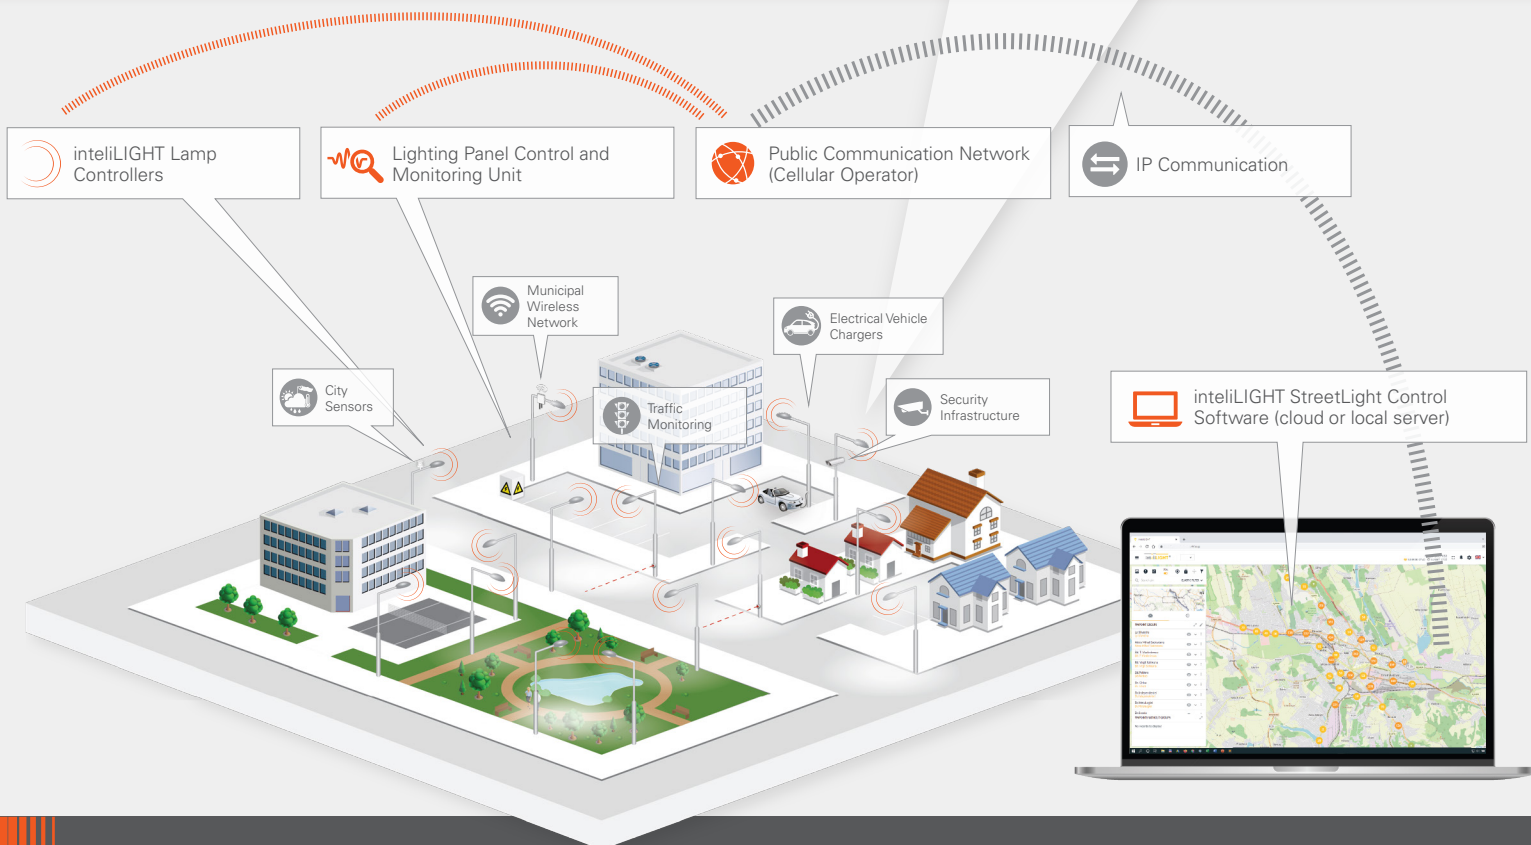 inteliLIGHT Lamp
Controllers
Lighting Panel Control and
Monitoring Unit
Public Communication Network
(Cellular Operator)
IP Communication
Municipal
Wireless
Network
Electrical Vehicle
Chargers
City
Sensors
Traffic
Monitoring
Security
Infrastructure
inteliLIGHT StreetLight Control
Software (cloud or local server)